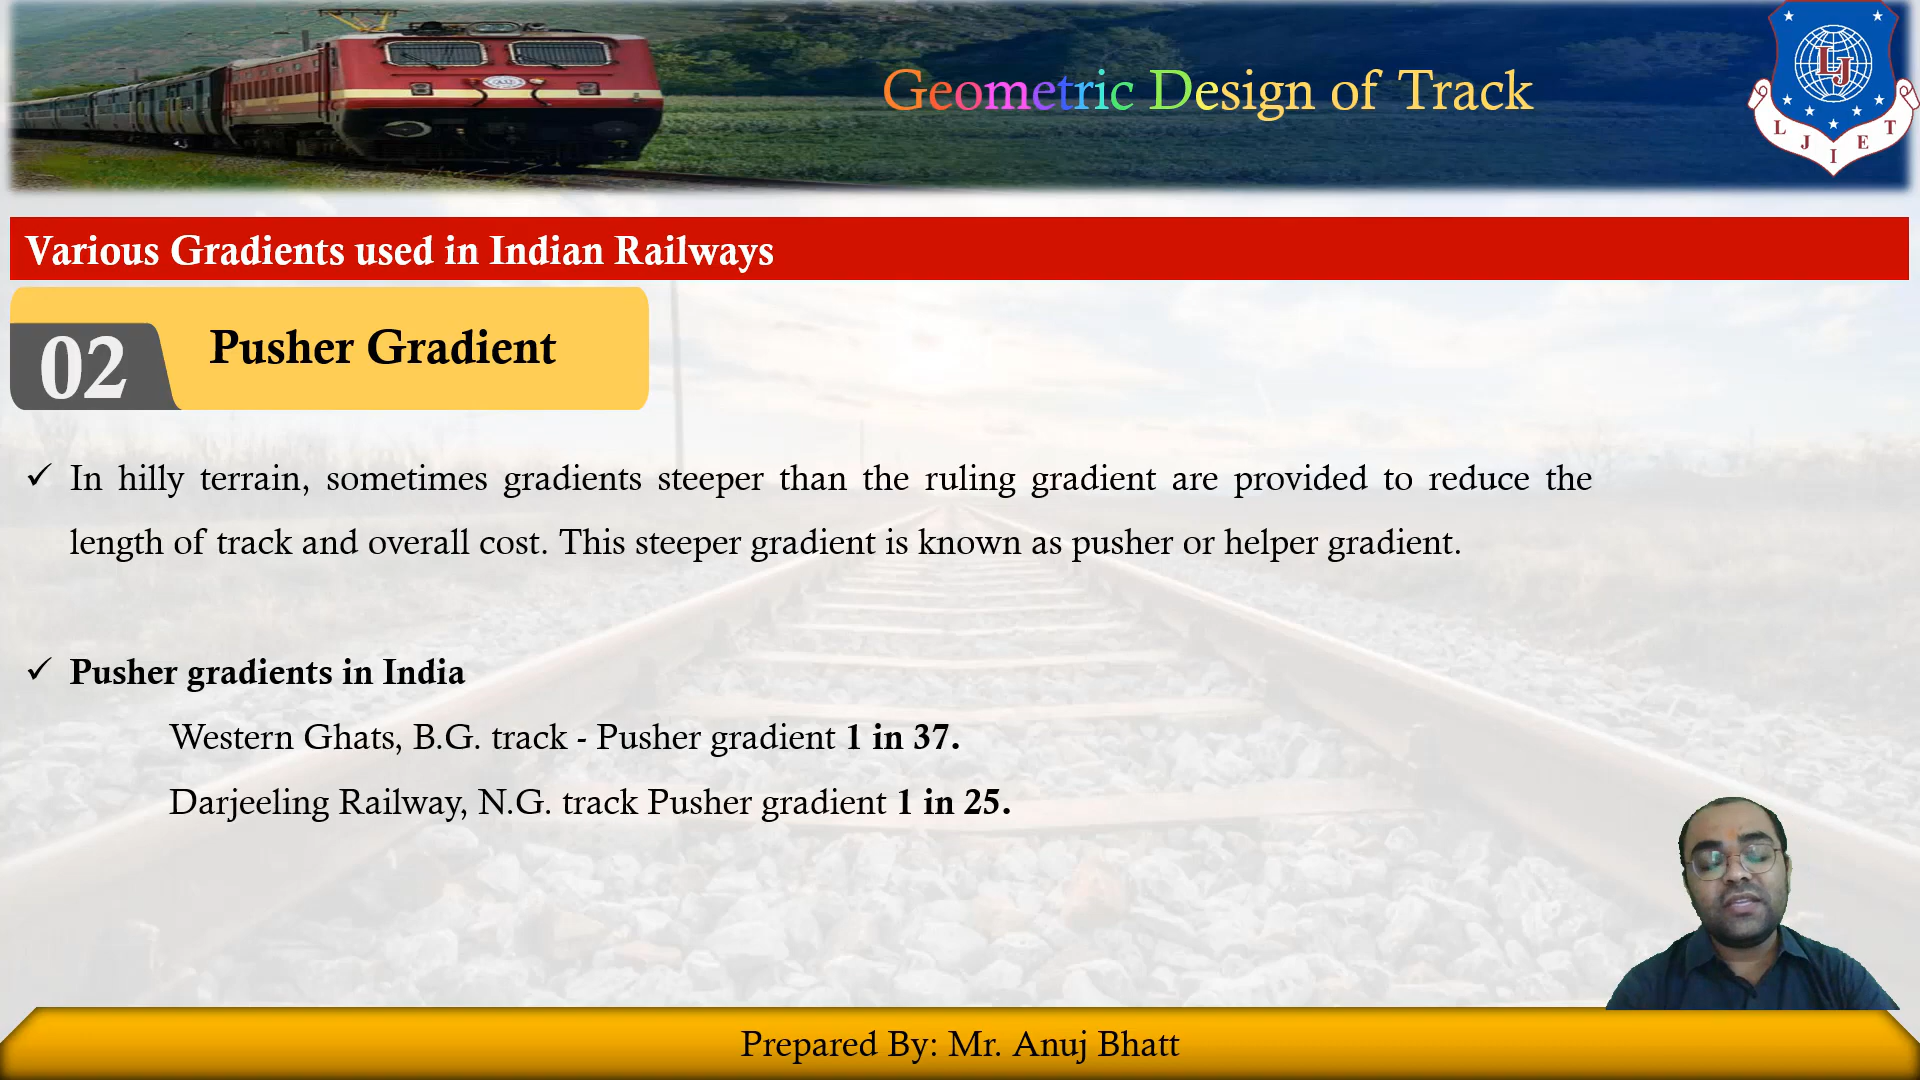 Geometric Design of Track
LJ
L J I E T
Various Gradients used in Indian Railways
02
Pusher Gradient
✓ In hilly terrain, sometimes gradients steeper than the ruling gradient are provided to reduce the
length of track and overall cost. This steeper gradient is known as pusher or helper gradient.
✓ Pusher gradients in India
Western Ghats, B.G. track - Pusher gradient 1 in 37.
Darjeeling Railway, N.G. track Pusher gradient 1 in 25.
Prepared By: Mr. Anuj Bhatt